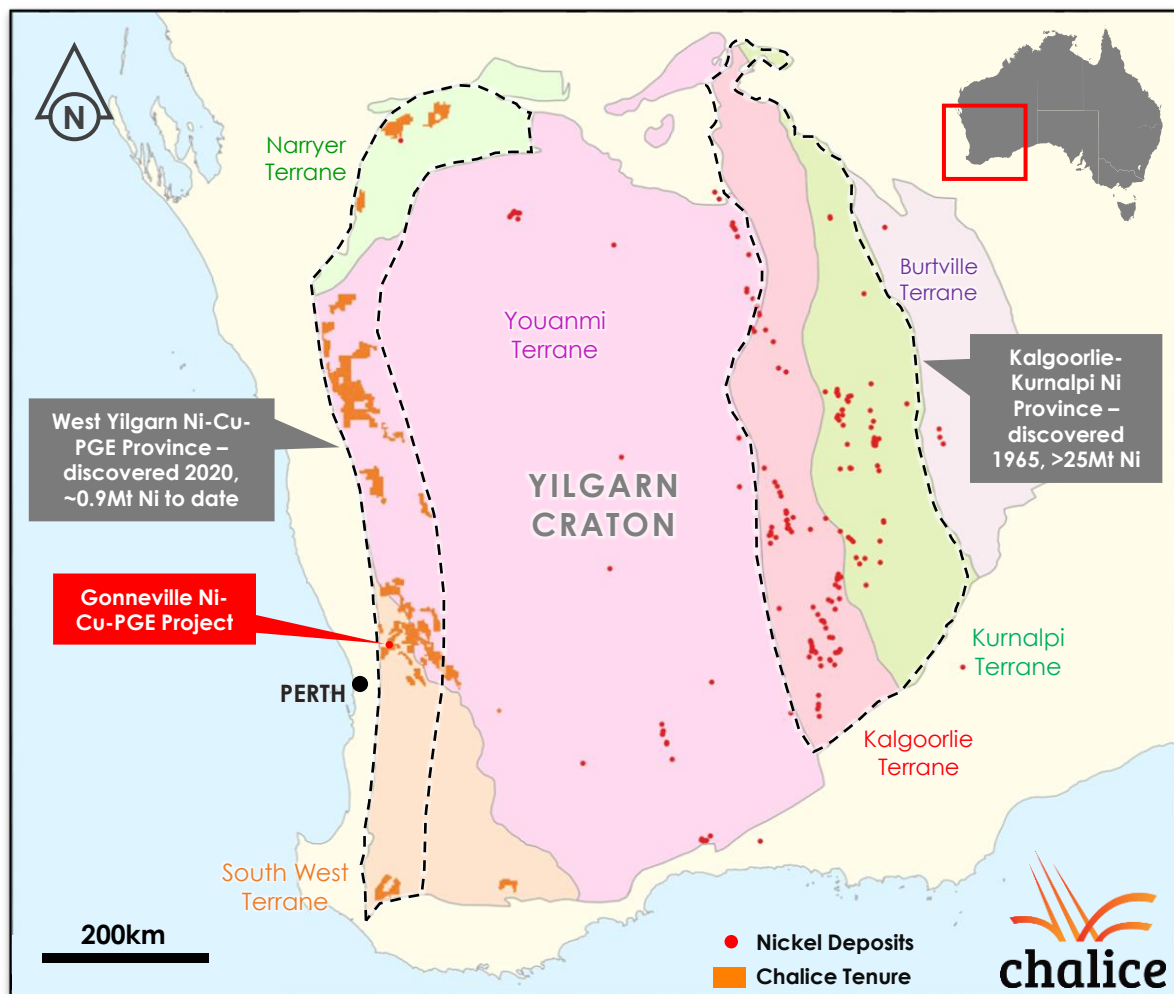 N
Narryer
Terrane
Youanmi
Terrane
Burtville
Terrane
Kalgoorlie-
Kurnalpi Ni
Province –
discovered
1965, >25Mt Ni
West Yilgarn Ni-Cu-
PGE Province –
discovered 2020,
~0.9Mt Ni to date
YILGARN
CRATON
Gonneville Ni-
Cu-PGE Project
PERTH
Kurnalpi
Terrane
Kalgoorlie
Terrane
South West
Terrane
200km
Nickel Deposits
Chalice Tenure
chalice